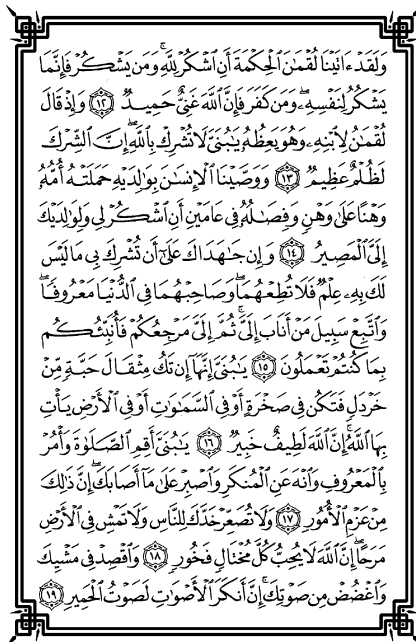 وَلَقَدْ ءَاتَيْنَا لُقْمَٰنَ ٱلْحِكْمَةَ أَنِ ٱشْكُرْ لِلَّهِ ۚ وَمَن يَشْكُرْ فَإِنَّمَا
يَشْكُرُ لِنَفْسِهِۦ ۖ وَمَن كَفَرَ فَإِنَّ ٱللَّهَ غَنِىٌّ حَمِيدٌ ١٢ وَإِذْ قَالَ
لُقْمَٰنُ لِٱبْنِهِۦ وَهُوَ يَعِظُهُۥ يَٰبُنَىَّ لَا تُشْرِكْ بِٱللَّهِ ۖ إِنَّ ٱلشِّرْكَ
لَظُلْمٌ عَظِيمٌ ١٣ وَوَصَّيْنَا ٱلْإِنسَٰنَ بِوَٰلِدَيْهِ حَمَلَتْهُ أُمُّهُۥ
وَهْنًا عَلَىٰ وَهْنٍ وَفِصَٰلُهُۥ فِى عَامَيْنِ أَنِ ٱشْكُرْ لِى وَلِوَٰلِدَيْكَ
إِلَىَّ ٱلْمَصِيرُ ١٤ وَإِن جَٰهَدَاكَ عَلَىٰٓ أَن تُشْرِكَ بِى مَا لَيْسَ
لَكَ بِهِۦ عِلْمٌ فَلَا تُطِعْهُمَا ۖ وَصَاحِبْهُمَا فِى ٱلدُّنْيَا مَعْرُوفًا ۖ
وَٱتَّبِعْ سَبِيلَ مَنْ أَنَابَ إِلَىَّ ۚ ثُمَّ إِلَىَّ مَرْجِعُكُمْ فَأُنَبِّئُكُم
بِمَا كُنتُمْ تَعْمَلُونَ ١٥ يَٰبُنَىَّ إِنَّهَآ إِن تَكُ مِثْقَالَ حَبَّةٍ مِّنْ
خَرْدَلٍ فَتَكُن فِى صَخْرَةٍ أَوْ فِى ٱلسَّمَٰوَٰتِ أَوْ فِى ٱلْأَرْضِ يَأْتِ
بِهَا ٱللَّهُ ۚ إِنَّ ٱللَّهَ لَطِيفٌ خَبِيرٌ ١٦ يَٰبُنَىَّ أَقِمِ ٱلصَّلَوٰةَ وَأْمُرْ
بِٱلْمَعْرُوفِ وَٱنْهَ عَنِ ٱلْمُنكَرِ وَٱصْبِرْ عَلَىٰ مَآ أَصَابَكَ ۖ إِنَّ ذَٰلِكَ
مِنْ عَزْمِ ٱلْأُمُورِ ١٧ وَلَا تُصَعِّرْ خَدَّكَ لِلنَّاسِ وَلَا تَمْشِ فِى ٱلْأَرْضِ
مَرَحًا ۖ إِنَّ ٱللَّهَ لَا يُحِبُّ كُلَّ مُخْتَالٍ فَخُورٍ ١٨ وَٱقْصِدْ فِى مَشْيِكَ
وَٱغْضُضْ مِن صَوْتِكَ ۚ إِنَّ أَنكَرَ ٱلْأَصْوَٰتِ لَصَوْتُ ٱلْحَمِيرِ ١٩